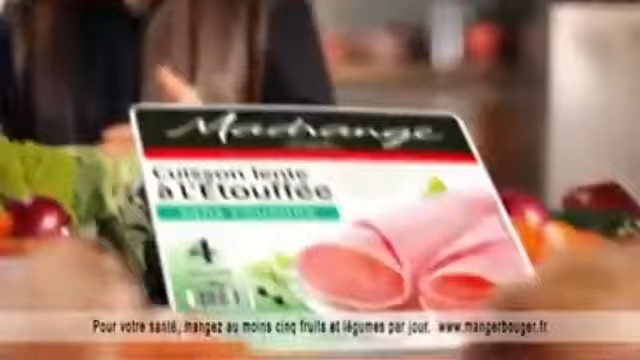 Madrange
Cuisson lente
à L'Étouffée
4
Pour votre santé, mangez au moins cinq fruits et légumes par jour. www.mangerbouger.fr